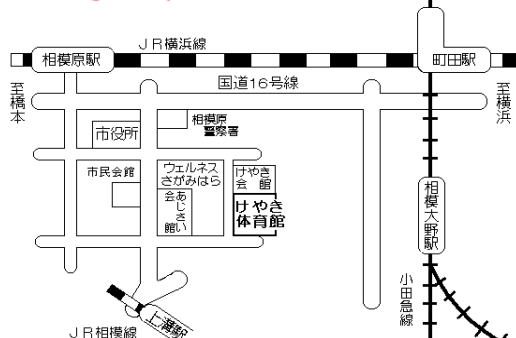 JR横浜線
相模原駅
町田駅
至橋本
国道16号線
至横浜
相模原
警察署
市役所
市民会館
ウェルネス
さがみはら
けやき
会館
あじさい
会館
けやき
体育館
相模大野駅
小田急線
上溝駅
JR相模線